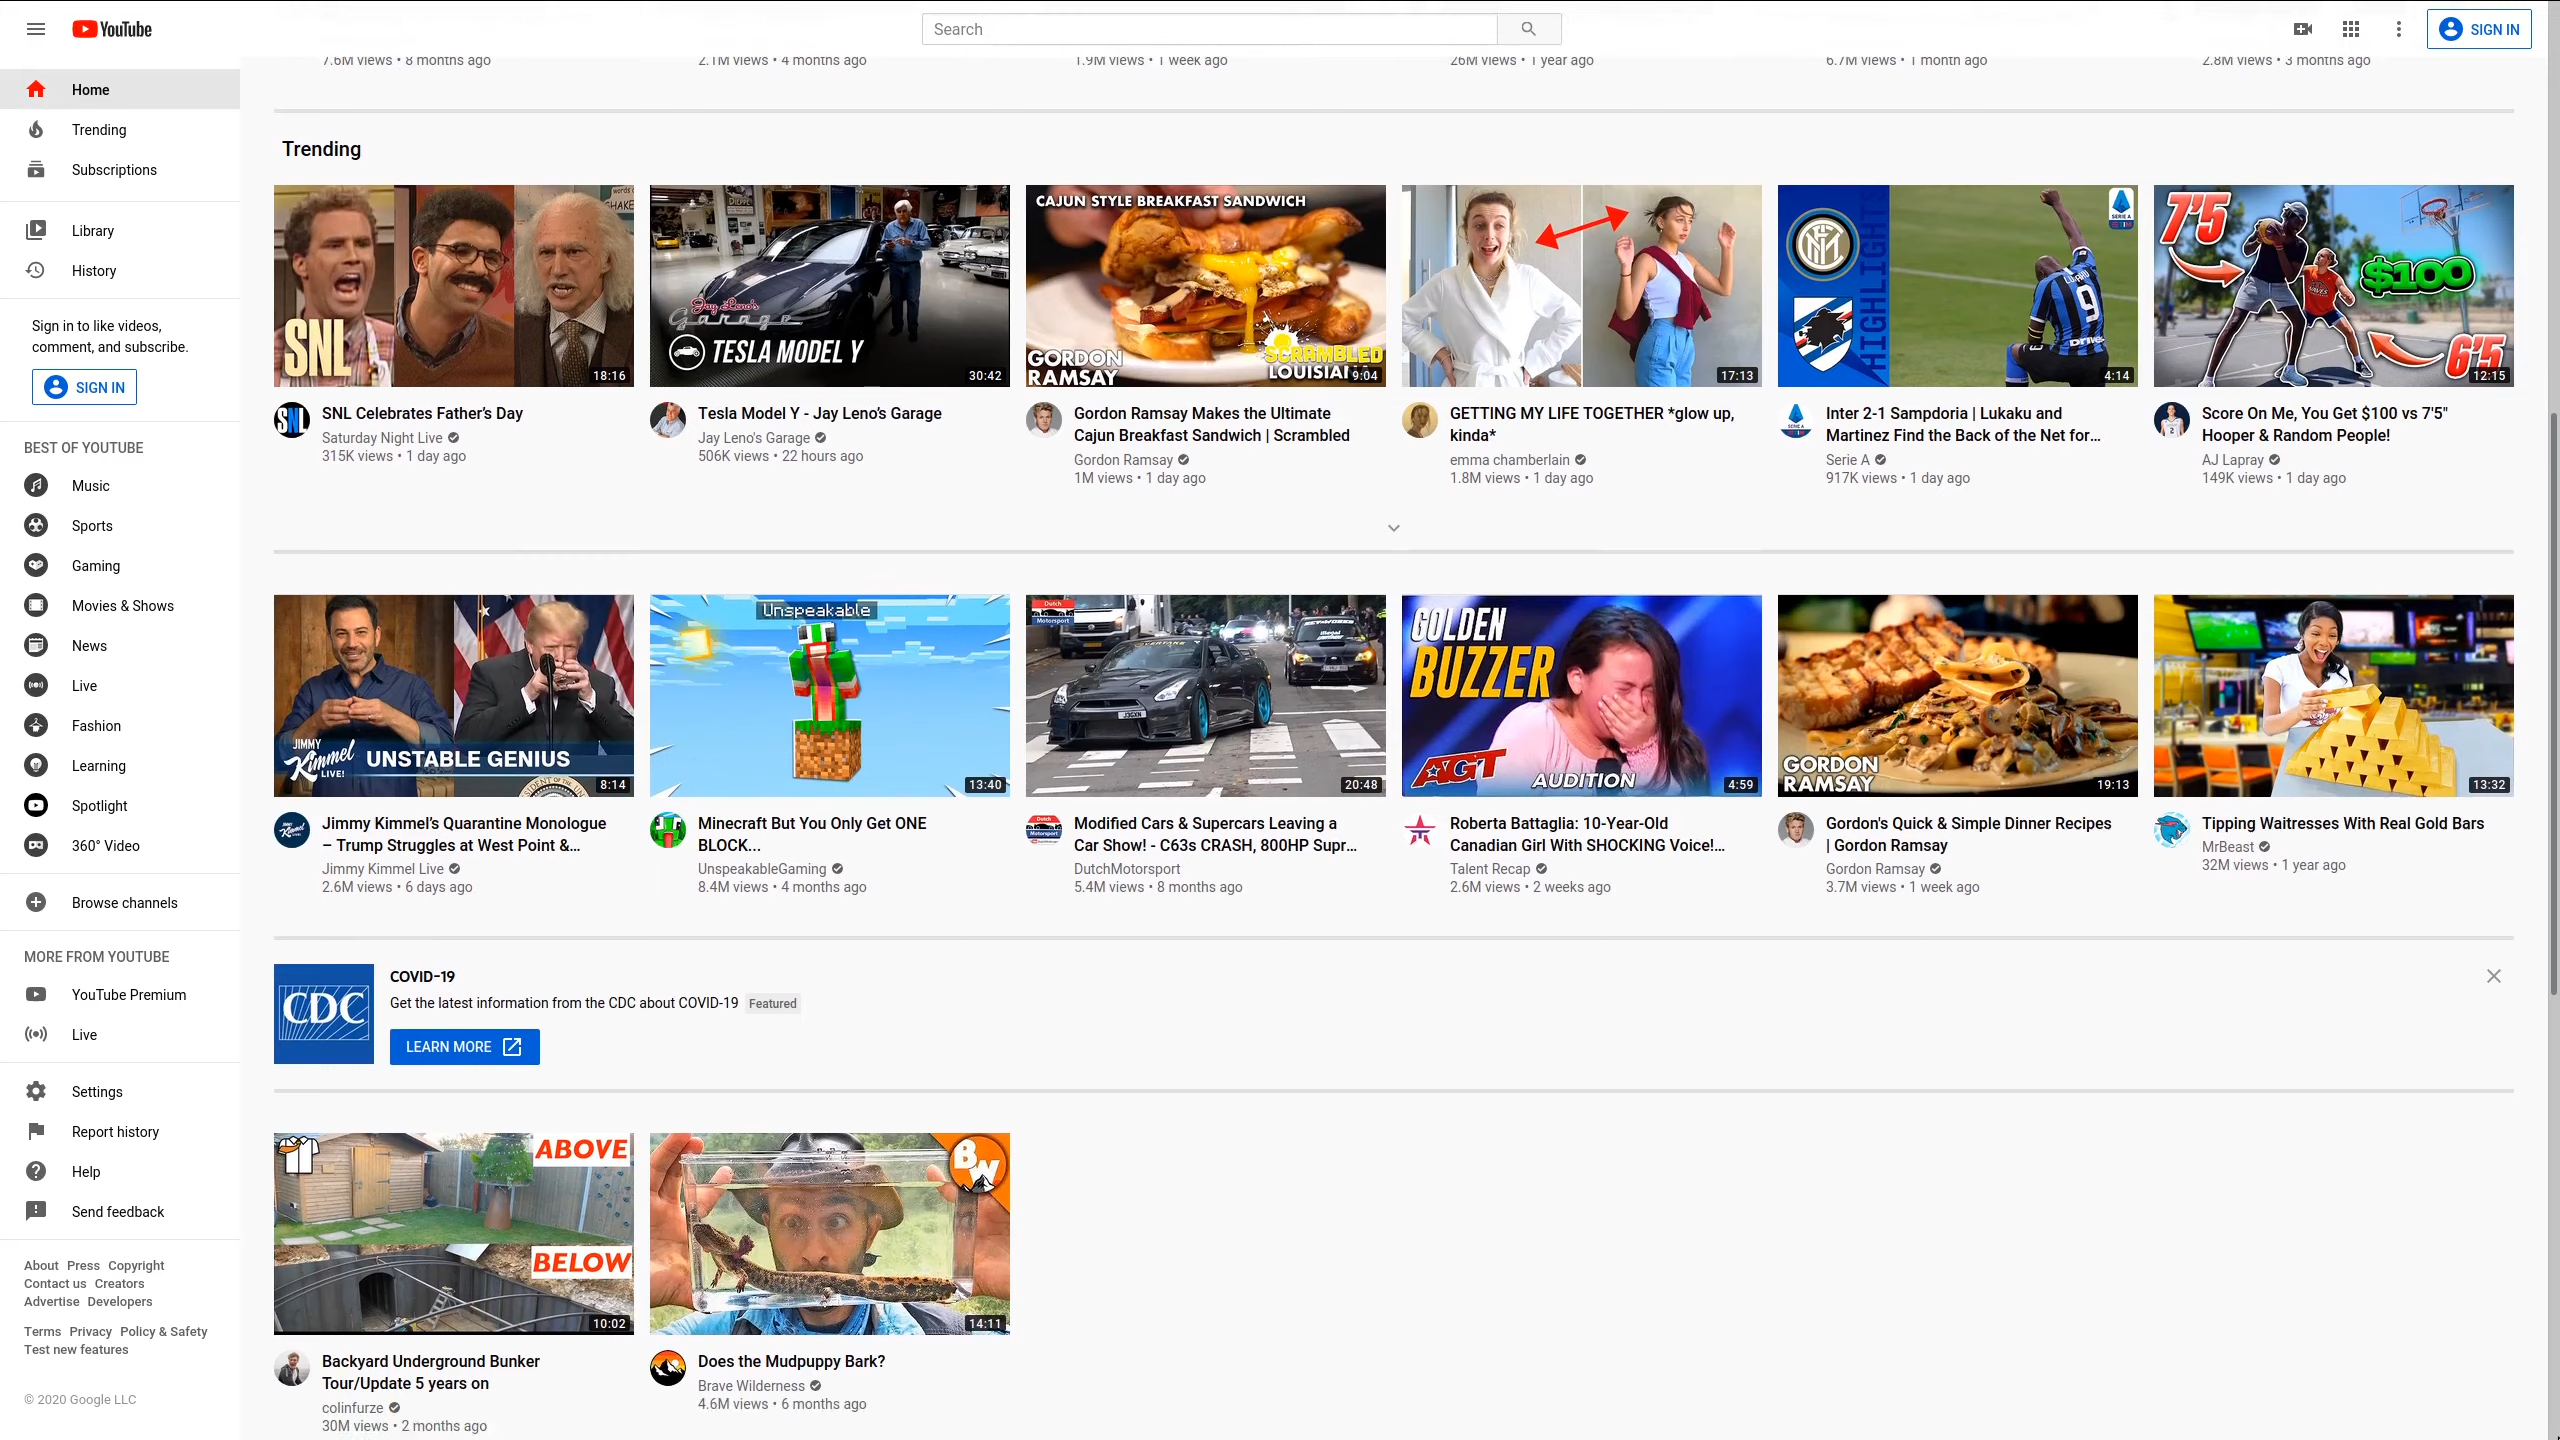 YouTube
Search
SIGN IN
Home
Trending
Subscriptions
Library
History
Sign in to like videos,
comment, and subscribe.
SIGN IN
BEST OF YOUTUBE
Music
Sports
Gaming
Movies & Shows
News
Live
Fashion
Learning
Spotlight
360° Video
Browse channels
MORE FROM YOUTUBE
YouTube Premium
Live
Settings
Report history
Help
Send feedback
About Press Copyright
Contact us Creators
Advertise Developers
Terms Privacy Policy & Safety
Test new features
© 2020 Google LLC
7.6M views • 8 months ago
2.1M views • 4 months ago
1.9M views • 1 week ago
26M views • 1 year ago
6.7M views • 1 month ago
2.8M views • 3 months ago
Trending
SNL
18:16
SNL Celebrates Father's Day
Saturday Night Live
315K views • 1 day ago
Jay Leno's
Garage
TESLA MODEL Y
30:42
Tesla Model Y - Jay Leno's Garage
Jay Leno's Garage
506K views • 22 hours ago
CAJUN STYLE BREAKFAST SANDWICH
GORDON
RAMSAY
SCRAMBLED
9:04
Gordon Ramsay Makes the Ultimate
Cajun Breakfast Sandwich | Scrambled
Gordon Ramsay
1M views • 1 day ago
17:13
GETTING MY LIFE TOGETHER *glow up,
kinda*
emma chamberlain
1.8M views • 1 day ago
HIGHLIGHT
SERIE A
LUKAKU
9
Driver
4:14
Inter 2-1 Sampdoria | Lukaku and
Martinez Find the Back of the Net for...
Serie A
917K views • 1 day ago
7'5
$100
6'5
12:15
Score On Me, You Get $100 vs 7'5"
Hooper & Random People!
AJ Lapray
149K views • 1 day ago
JIMMY
Kimmel
LIVE!
UNSTABLE GENIUS
8:14
Jimmy Kimmel's Quarantine Monologue
– Trump Struggles at West Point &...
Jimmy Kimmel Live
2.6M views • 6 days ago
Unspeakable
13:40
Minecraft But You Only Get ONE
BLOCK...
UnspeakableGaming
8.4M views • 4 months ago
Dutch
Motorsport
20:48
Modified Cars & Supercars Leaving a
Car Show! - C63s CRASH, 800HP Supr...
DutchMotorsport
5.4M views • 8 months ago
GOLDEN
BUZZER
AGT
AUDITION
4:59
Roberta Battaglia: 10-Year-Old
Canadian Girl With SHOCKING Voice!...
Talent Recap
2.6M views • 2 weeks ago
GORDON
RAMSAY
19:13
Gordon's Quick & Simple Dinner Recipes
| Gordon Ramsay
Gordon Ramsay
3.7M views • 1 week ago
13:32
Tipping Waitresses With Real Gold Bars
MrBeast
32M views • 1 year ago
CDC
COVID-19
Get the latest information from the CDC about COVID-19 Featured
LEARN MORE
ABOVE
BELOW
10:02
Backyard Underground Bunker
Tour/Update 5 years on
colinfurze
30M views • 2 months ago
BW
14:11
Does the Mudpuppy Bark?
Brave Wilderness
4.6M views • 6 months ago